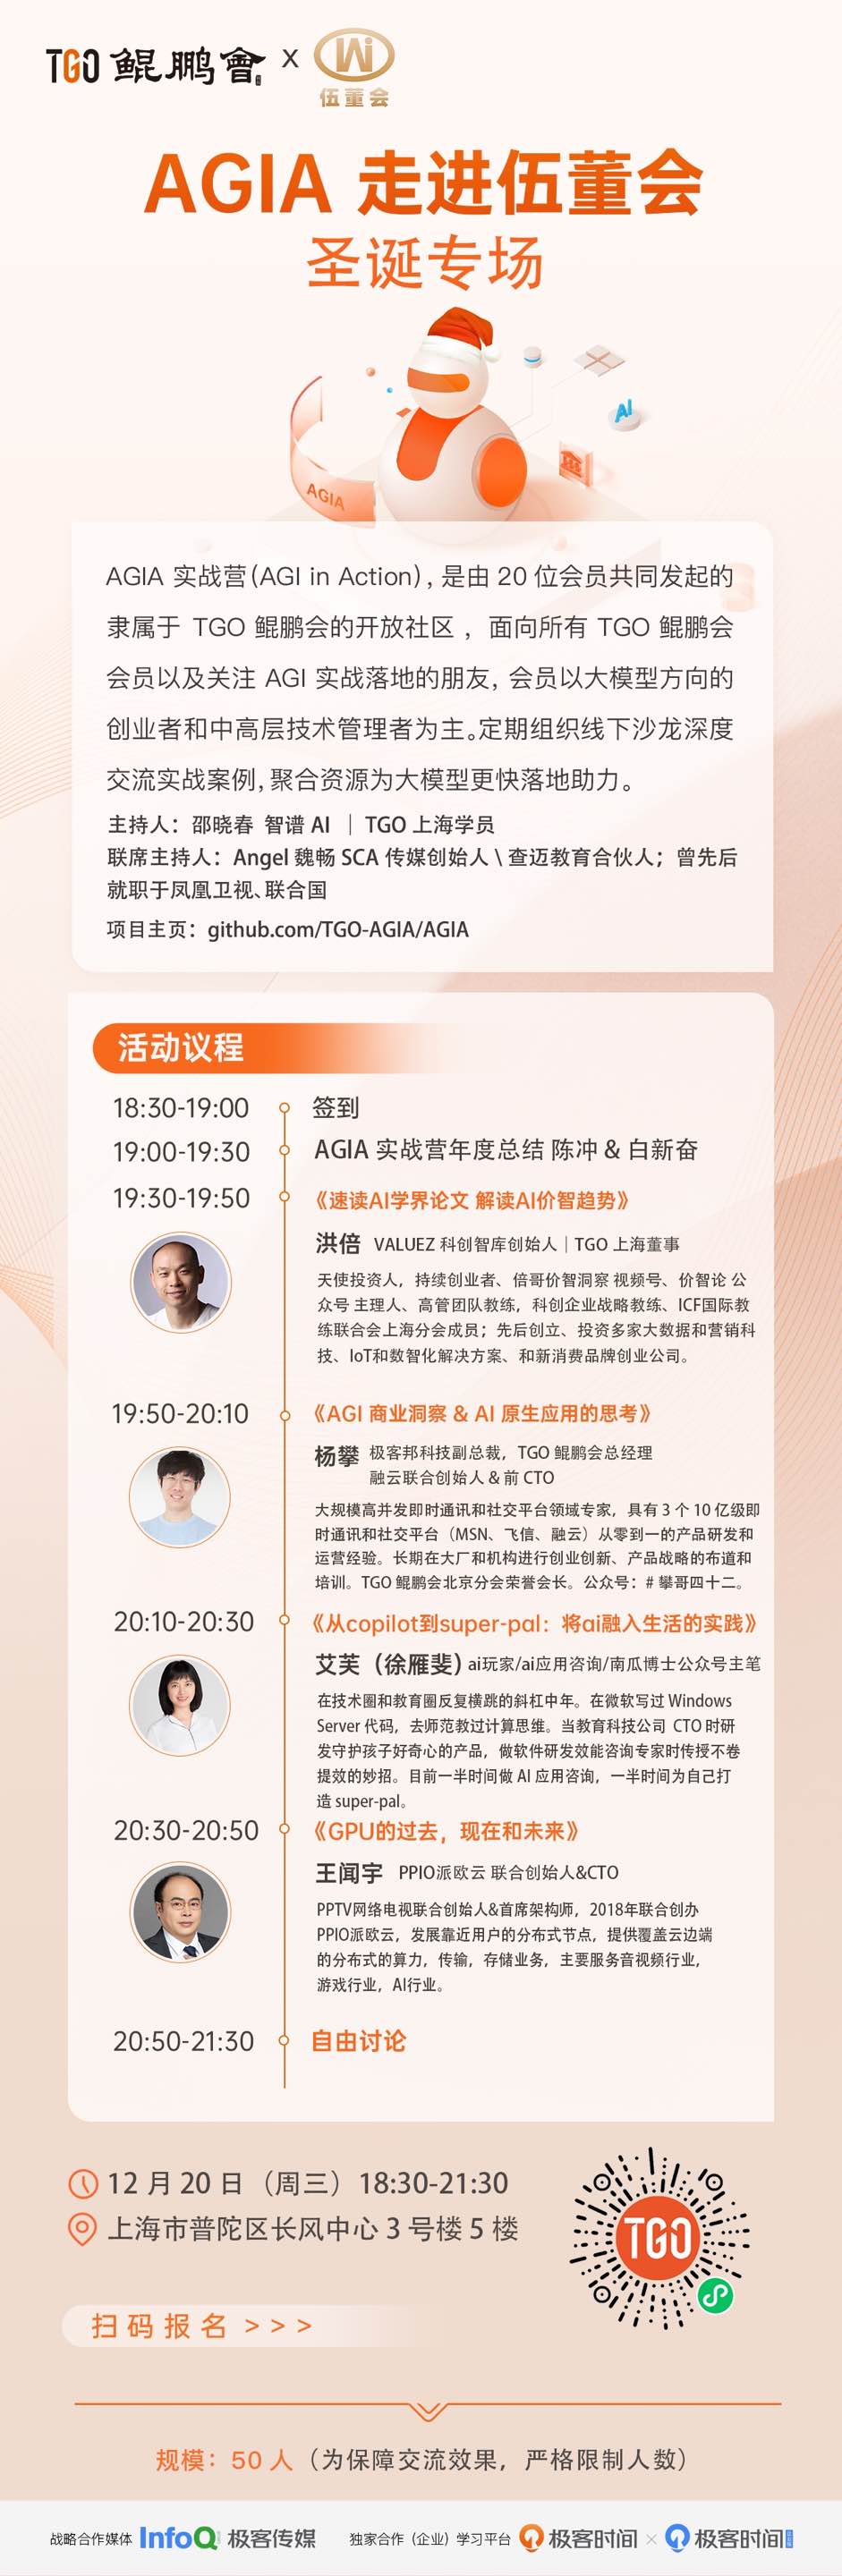 TGO 鲲鹏會 X Wi
伍董会
AGIA 走进伍董会
圣诞专场
AI
AGIA
AGIA 实战营(AGI in Action)，是由 20 位会员共同发起的
隶属于 TGO 鲲鹏会的开放社区， 面向所有 TGO 鲲鹏会
会员以及关注 AGI 实战落地的朋友，会员以大模型方向的
创业者和中高层技术管理者为主。定期组织线下沙龙深度
交流实战案例，聚合资源为大模型更快落地助力。
主持人：邵晓春 智谱 AI ｜ TGO 上海学员
联席主持人：Angel 魏畅 SCA 传媒创始人 \ 查迈教育合伙人；曾先后
就职于凤凰卫视、联合国
项目主页：github.com/TGO-AGIA/AGIA
活动议程
18:30-19:00 签到
19:00-19:30 AGIA 实战营年度总结 陈冲 & 白新奋
19:30-19:50 《速读AI学界论文 解读AI价智趋势》
洪倍 VALUEZ 科创智库创始人｜TGO 上海董事
天使投资人，持续创业者、倍哥价智洞察 视频号、价智论 公
众号 主理人、高管团队教练，科创企业战略教练、ICF国际教
练联合会上海分会成员；先后创立、投资多家大数据和营销科
技、IoT和数智化解决方案、和新消费品牌创业公司。
19:50-20:10 《AGI 商业洞察 & AI 原生应用的思考》
杨攀 极客邦科技副总裁，TGO 鲲鹏会总经理
融云联合创始人 & 前 CTO
大规模高并发即时通讯和社交平台领域专家，具有 3 个 10 亿级即
时通讯和社交平台（MSN、飞信、融云）从零到一的产品研发和
运营经验。长期在大厂和机构进行创业创新、产品战略的布道和
培训。TGO 鲲鹏会北京分会荣誉会长。公众号：# 攀哥四十二。
20:10-20:30 《从copilot到super-pal：将ai融入生活的实践》
艾芙（徐雁斐) ai玩家/ai应用咨询/南瓜博士公众号主笔
在技术圈和教育圈反复横跳的斜杠中年。在微软写过 Windows
Server 代码，去师范教过计算思维。当教育科技公司 CTO 时研
发守护孩子好奇心的产品，做软件研发效能咨询专家时传授不卷
提效的妙招。目前一半时间做 AI 应用咨询，一半时间为自己打
造 super-pal。
20:30-20:50 《GPU的过去，现在和未来》
王闻宇 PPIO派欧云 联合创始人&CTO
PPTV网络电视联合创始人&首席架构师，2018年联合创办
PPIO派欧云，发展靠近用户的分布式节点，提供覆盖云边端
的分布式的算力，传输，存储业务，主要服务音视频行业，
游戏行业，AI行业。
20:50-21:30 自由讨论
12 月 20 日（周三）18:30-21:30
上海市普陀区长风中心 3 号楼 5 楼
TGO
扫码报名 > > >
规模：50 人（为保障交流效果，严格限制人数）
战略合作媒体 InfoQ 极客传媒 独家合作（企业）学习平台 极客时间 × 极客时间